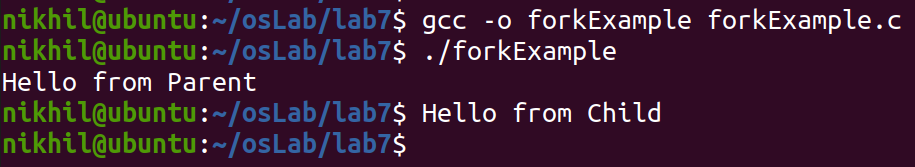 nikhil@ubuntu:~/osLab/lab7$ gcc -o forkExample forkExample.c
nikhil@ubuntu:~/osLab/lab7$ ./forkExample
Hello from Parent
nikhil@ubuntu:~/osLab/lab7$ Hello from Child
nikhil@ubuntu:~/osLab/lab7$